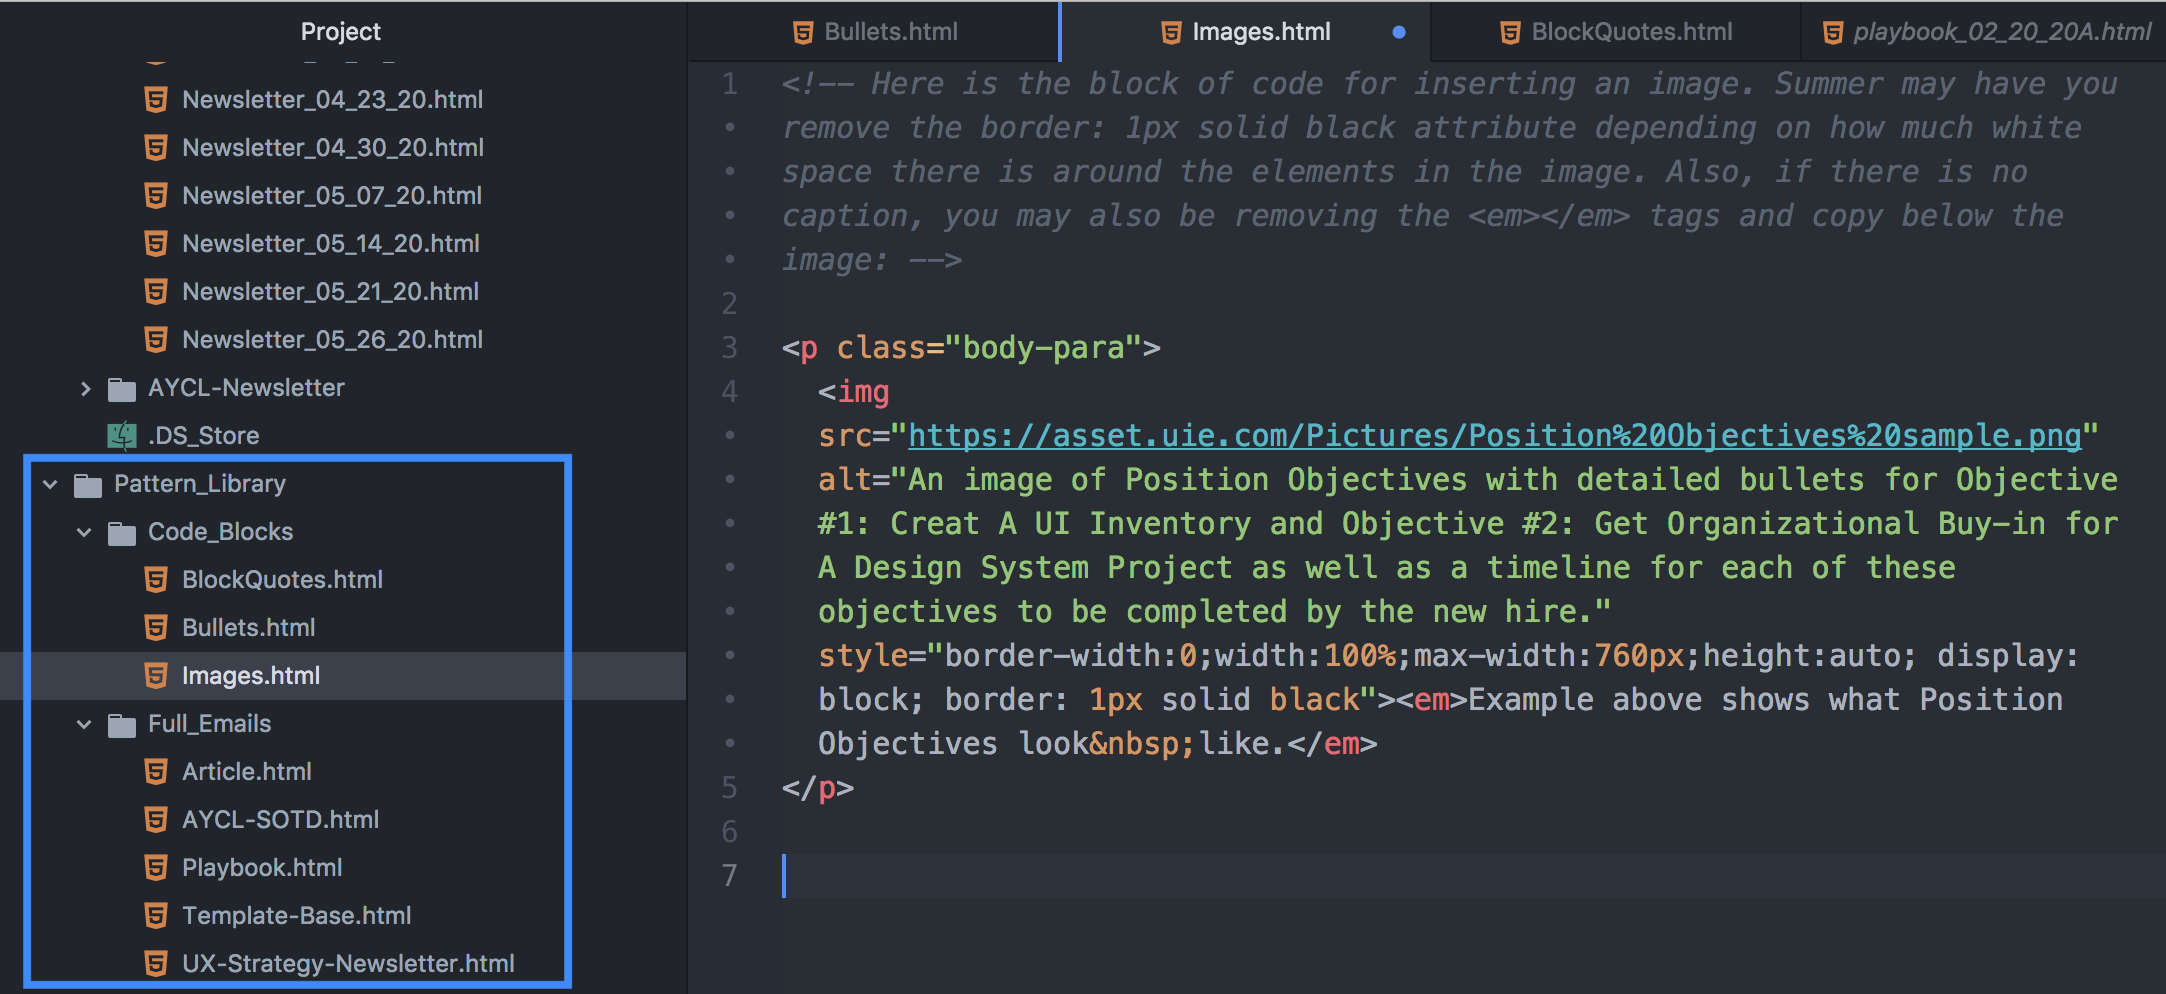 Project
Newsletter_04_23_20.html
Newsletter_04_30_20.html
Newsletter_05_07_20.html
Newsletter_05_14_20.html
Newsletter_05_21_20.html
Newsletter_05_26_20.html
AYCL-Newsletter
.DS_Store
Pattern_Library
Code_Blocks
BlockQuotes.html
Bullets.html
Images.html
Full_Emails
Article.html
AYCL-SOTD.html
Playbook.html
Template-Base.html
UX-Strategy-Newsletter.html
Bullets.html
Images.html
BlockQuotes.html
playbook_02_20_20A.html
1 <!-- Here is the block of code for inserting an image. Summer may have you
remove the border: 1px solid black attribute depending on how much white
space there is around the elements in the image. Also, if there is no
caption, you may also be removing the <em></em> tags and copy below the
image: -->
2
3 <p class="body-para">
4 <img
src="https://asset.uie.com/Pictures/Position%20Objectives%20sample.png"
alt="An image of Position Objectives with detailed bullets for Objective
#1: Creat A UI Inventory and Objective #2: Get Organizational Buy-in for
A Design System Project as well as a timeline for each of these
objectives to be completed by the new hire."
style="border-width:0;width:100%;max-width:760px;height:auto; display:
block; border: 1px solid black"><em>Example above shows what Position
Objectives look&nbsp;like.</em>
5 </p>
6
7